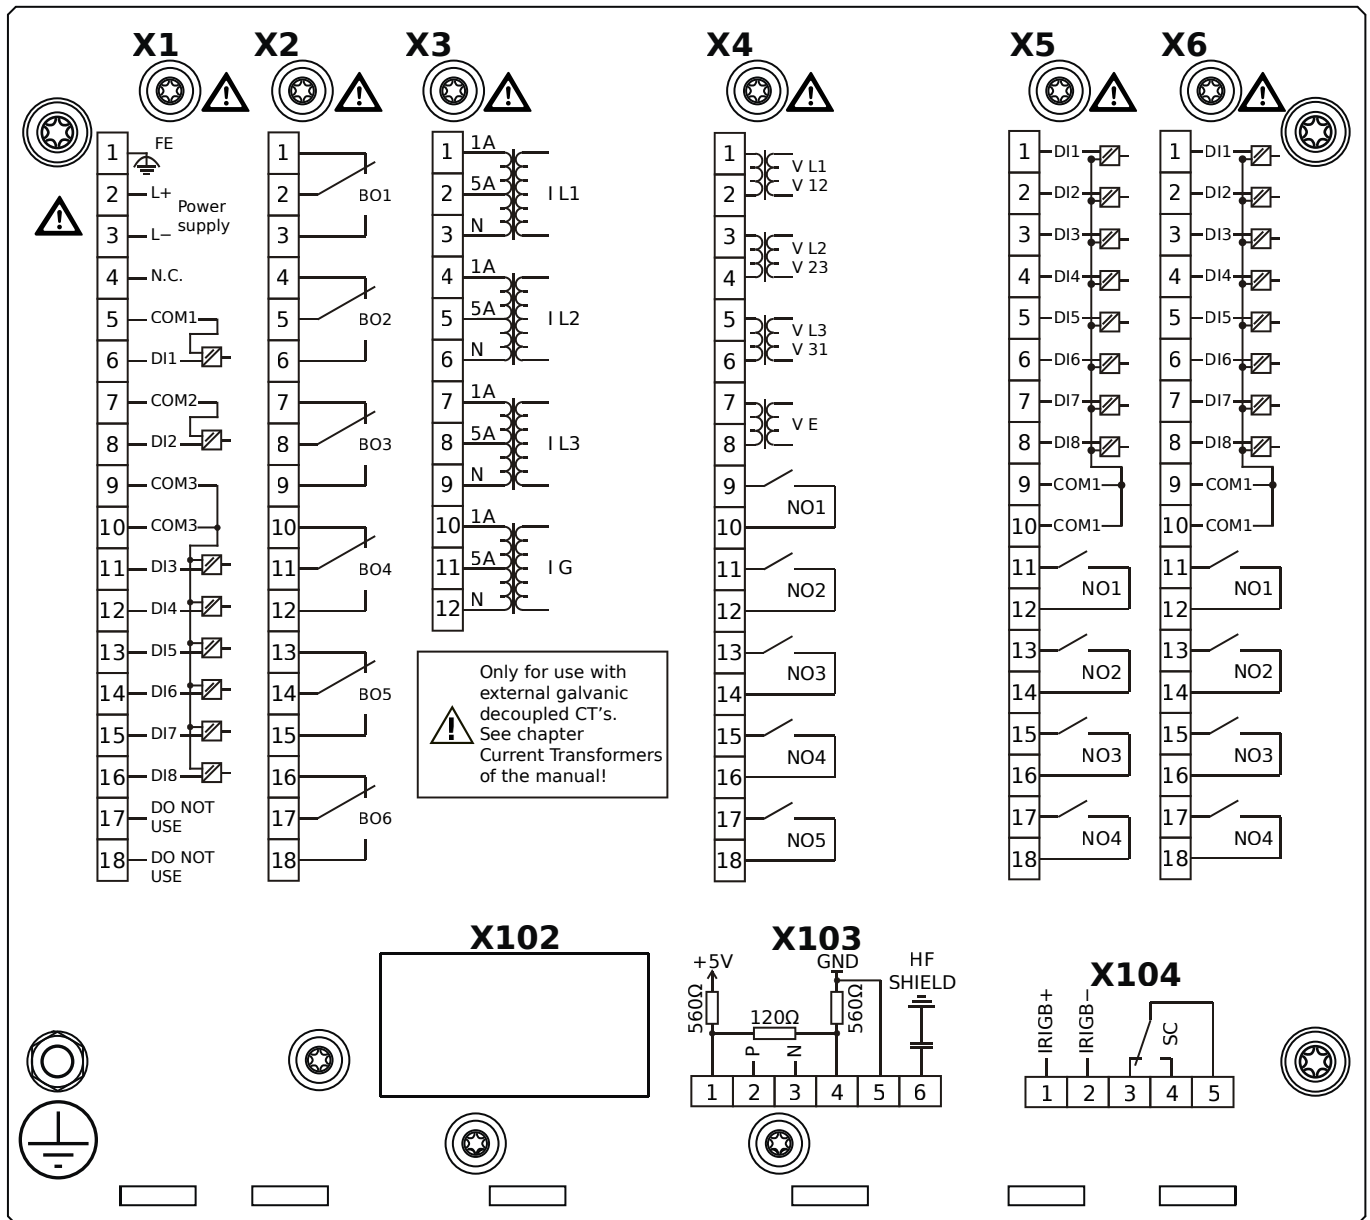 X1
X2
X3
X4
X5
X6
1
FE
2
L+
Power
supply
3
L−
4
N.C.
5
COM1
6
DI1
7
COM2
8
DI2
9
COM3
10
COM3
11
DI3
12
DI4
13
DI5
14
DI6
15
DI7
16
DI8
17
DO NOT
USE
18
DO NOT
USE
1
2
BO1
3
4
5
BO2
6
7
8
BO3
9
10
11
BO4
12
13
14
BO5
15
16
17
BO6
18
1
1A
2
5A
I L1
3
N
4
1A
5
5A
I L2
6
N
7
1A
8
5A
I L3
9
N
10
1A
11
5A
I G
12
N
Only for use with
external galvanic
decoupled CT's.
See chapter
Current Transformers
of the manual!
1
V L1
V 12
2
3
V L2
V 23
4
5
V L3
V 31
6
7
V E
8
9
NO1
10
11
NO2
12
13
NO3
14
15
NO4
16
17
NO5
18
1
DI1
2
DI2
3
DI3
4
DI4
5
DI5
6
DI6
7
DI7
8
DI8
9
COM1
10
COM1
11
NO1
12
13
NO2
14
15
NO3
16
17
NO4
18
1
DI1
2
DI2
3
DI3
4
DI4
5
DI5
6
DI6
7
DI7
8
DI8
9
COM1
10
COM1
11
NO1
12
13
NO2
14
15
NO3
16
17
NO4
18
X102
X103
+5V
GND
HF
SHIELD
560Ω
120Ω
560Ω
P
N
1 2 3 4 5 6
X104
IRIGB+
IRIGB−
SC
1 2 3 4 5